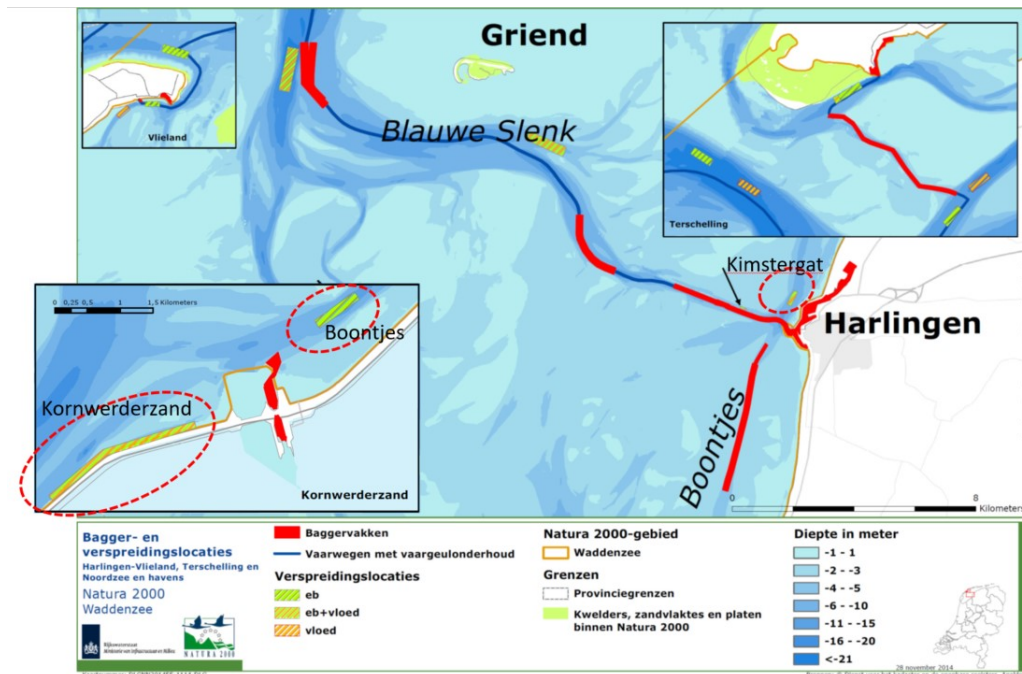 Griend
Blauwe Slenk
Vlieland
Terschelling
Kimstergat
Harlingen
Boontjes
0 0,25 0,5 1 1,5 Kilometers
Boontjes
Kornwerderzand
Kornwerderzand
0 8
Kilometers
Bagger- en
verspreidingslocaties
Harlingen-Vlieland, Terschelling en
Noordzee en havens
Natura 2000
Waddenzee
Rijkswaterstaat
NATURA 2000
Baggervakken
Vaarwegen met vaargeulonderhoud
Verspreidingslocaties
eb
eb+vloed
vloed
Natura 2000-gebied
Waddenzee
Grenzen
Provinciegrenzen
Kwelders, zandvlaktes en platen
binnen Natura 2000
Diepte in meter
-1 - 1
-2 - -3
-4 - -5
-6 - -10
-11 - -15
-16 - -20
<-21
28 november 2014